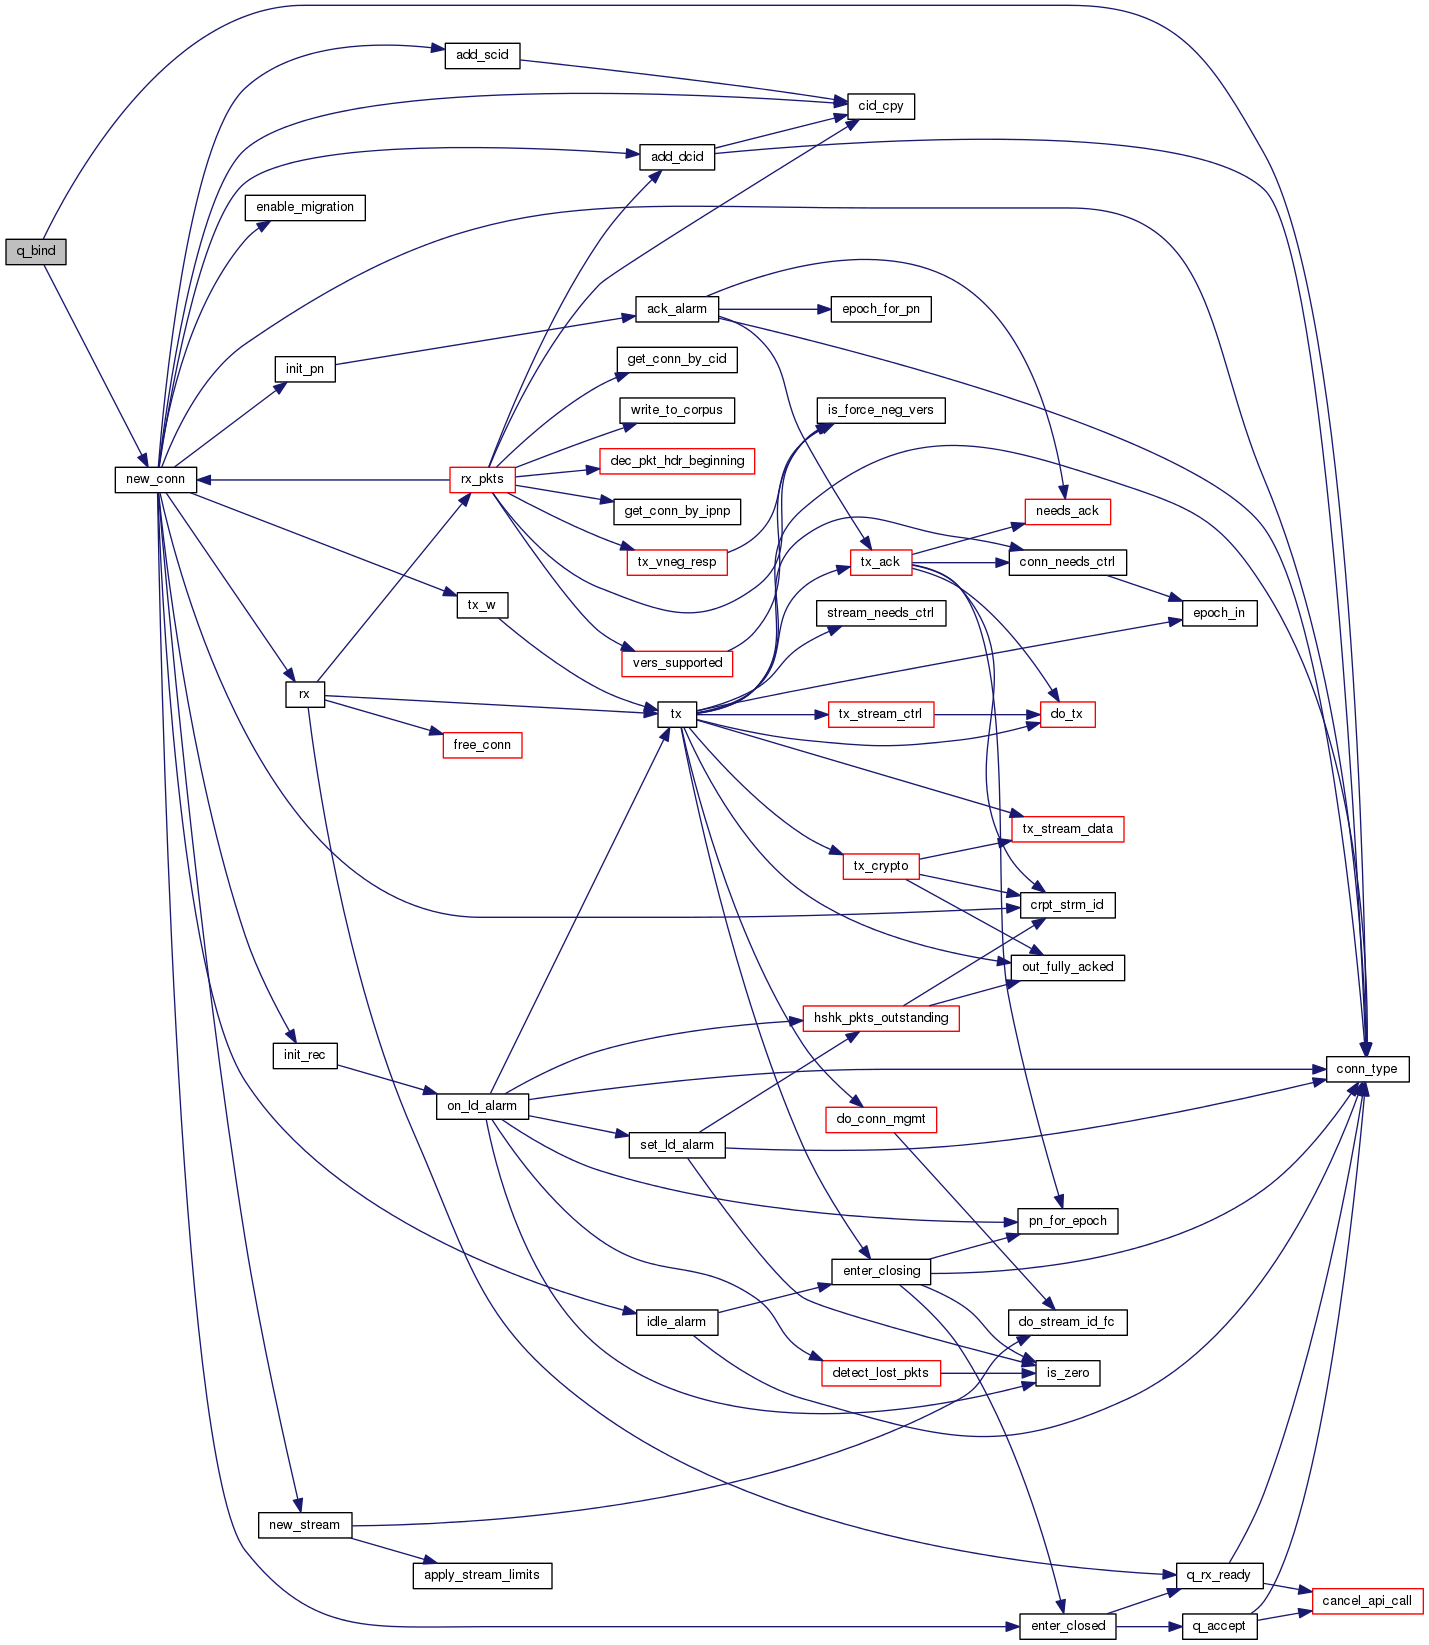 add_scid
cid_cpy
add_dcid
enable_migration
q_bind
ack_alarm
epoch_for_pn
get_conn_by_cid
init_pn
write_to_corpus
is_force_neg_vers
dec_pkt_hdr_beginning
new_conn
rx_pkts
get_conn_by_ipnp
needs_ack
tx_vneg_resp
tx_ack
conn_needs_ctrl
tx_w
stream_needs_ctrl
epoch_in
vers_supported
rx
tx
tx_stream_ctrl
do_tx
free_conn
tx_stream_data
tx_crypto
crpt_strm_id
out_fully_acked
hshk_pkts_outstanding
init_rec
conn_type
on_ld_alarm
do_conn_mgmt
set_ld_alarm
pn_for_epoch
enter_closing
idle_alarm
do_stream_id_fc
detect_lost_pkts
is_zero
new_stream
apply_stream_limits
q_rx_ready
cancel_api_call
enter_closed
q_accept